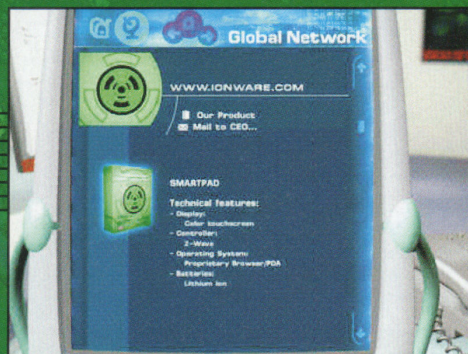 Global Network
WWW.IONWARE.COM
Our Product
Mail to CEO...
SMARTPAD
Technical features:
- Display:
Color touchscreen
- Controller:
Z-Wave
- Operating System:
Proprietary Browser/PDA
- Batteries:
Lithium Ion